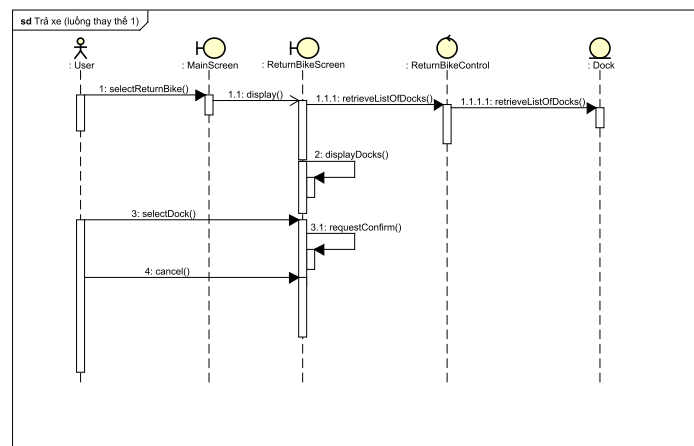 sd Trả xe (luồng thay thế 1)
: User
: MainScreen
: ReturnBikeScreen
: ReturnBikeControl
: Dock
1: selectReturnBike()
1.1: display()
1.1.1: retrieveListOfDocks()
1.1.1.1: retrieveListOfDocks()
2: displayDocks()
3: selectDock()
3.1: requestConfirm()
4: cancel()